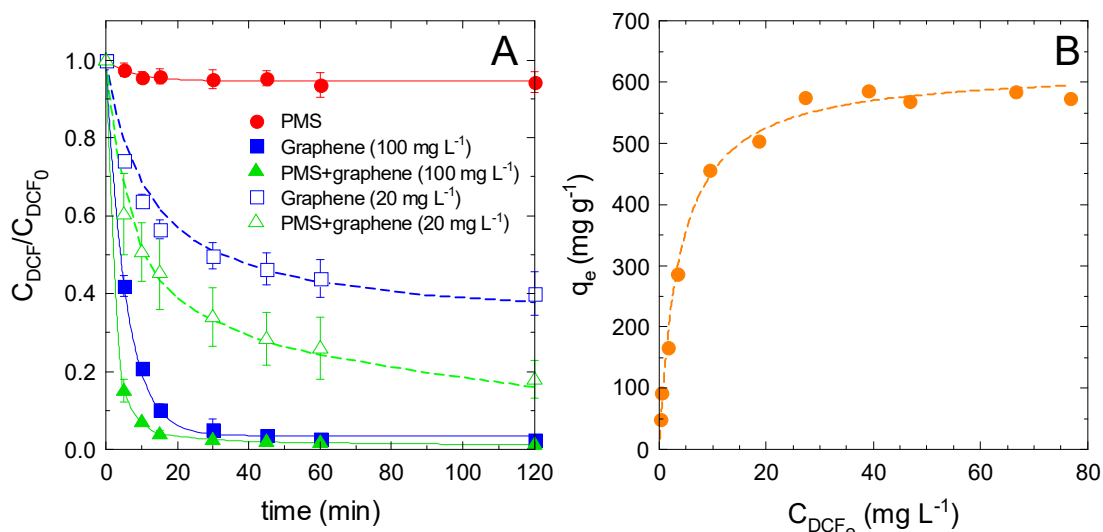 A
1.0
0.8
0.6
0.4
0.2
0.0
C_DCF/C_DCF₀
PMS
Graphene (100 mg L⁻¹)
PMS+graphene (100 mg L⁻¹)
Graphene (20 mg L⁻¹)
PMS+graphene (20 mg L⁻¹)
0 20 40 60 80 100 120
time (min)
B
700
600
500
400
300
200
100
0
qₑ (mg g⁻¹)
0 20 40 60 80
C_DCFₑ (mg L⁻¹)